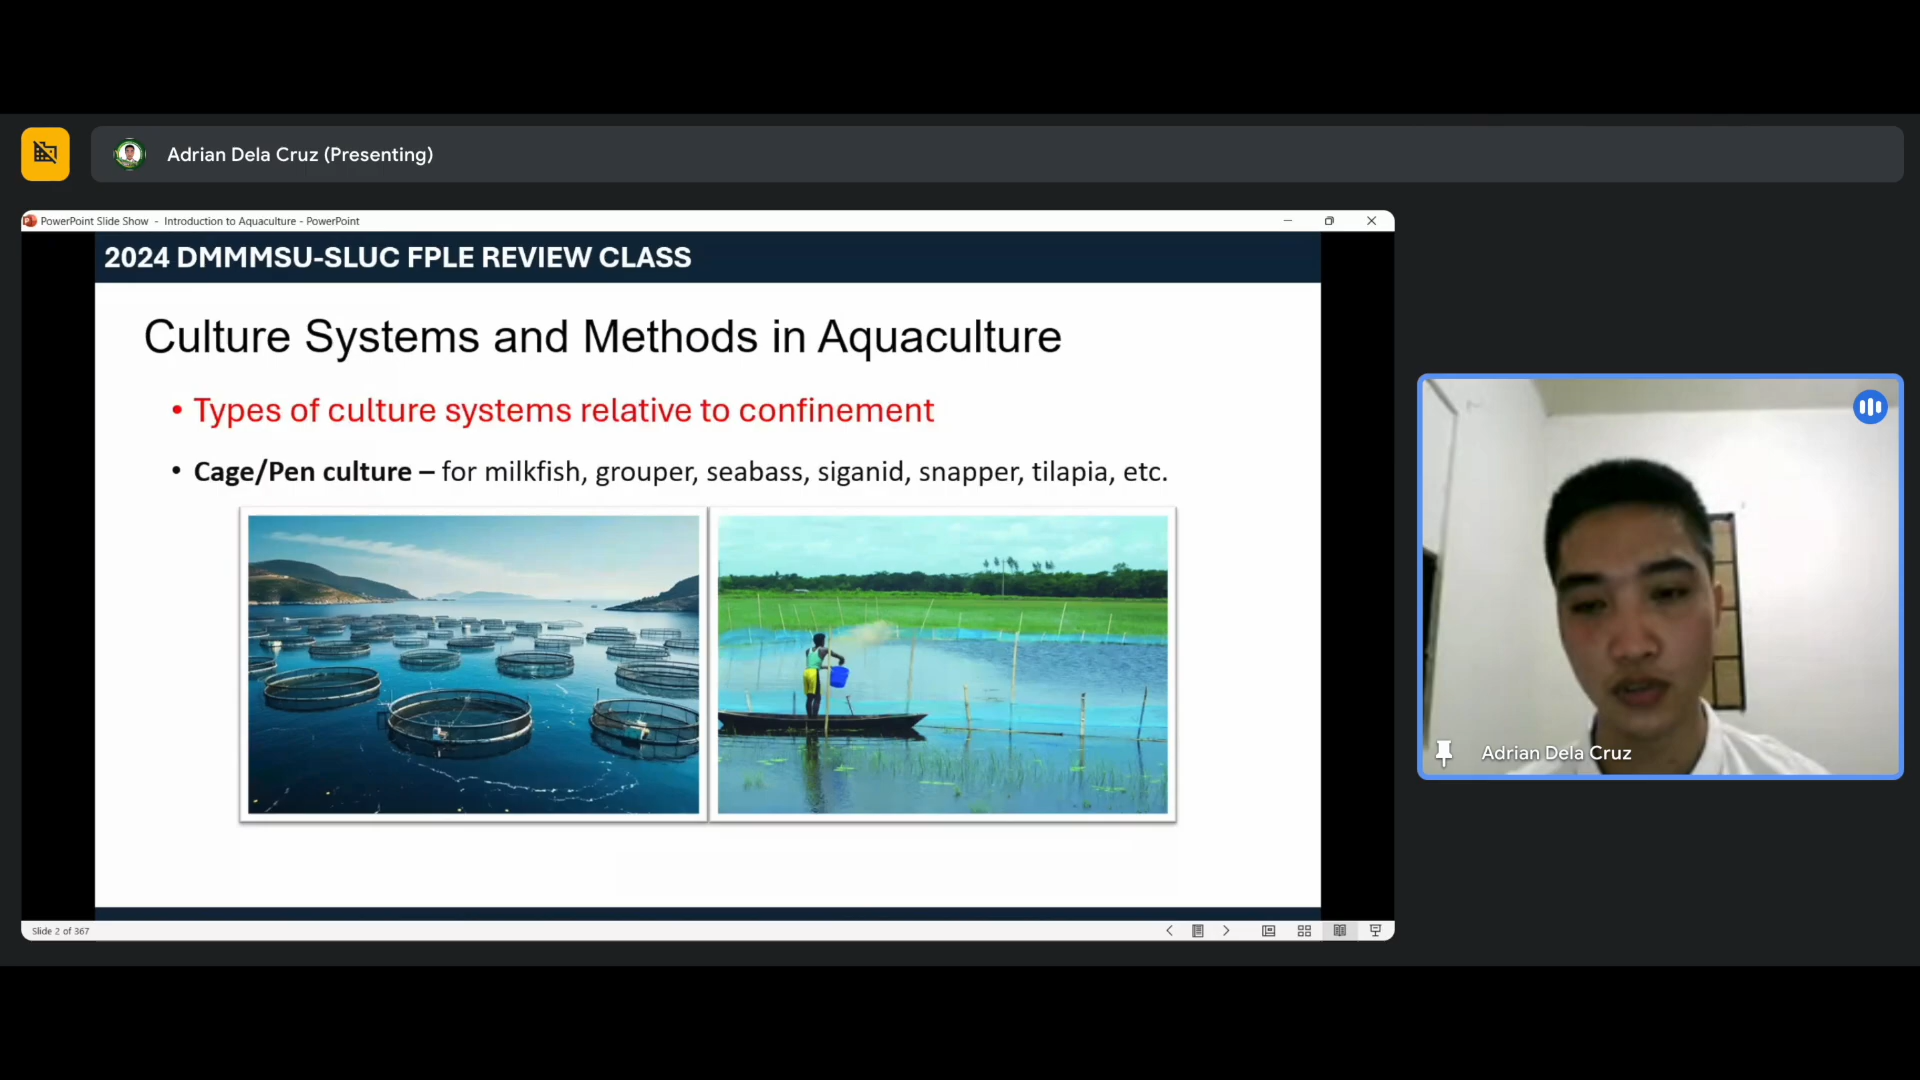 Adrian Dela Cruz (Presenting)
PowerPoint Slide Show - Introduction to Aquaculture - PowerPoint
2024 DMMMSU-SLUC FPLE REVIEW CLASS
Culture Systems and Methods in Aquaculture
• Types of culture systems relative to confinement
• Cage/Pen culture – for milkfish, grouper, seabass, siganid, snapper, tilapia, etc.
Adrian Dela Cruz
Slide 2 of 367